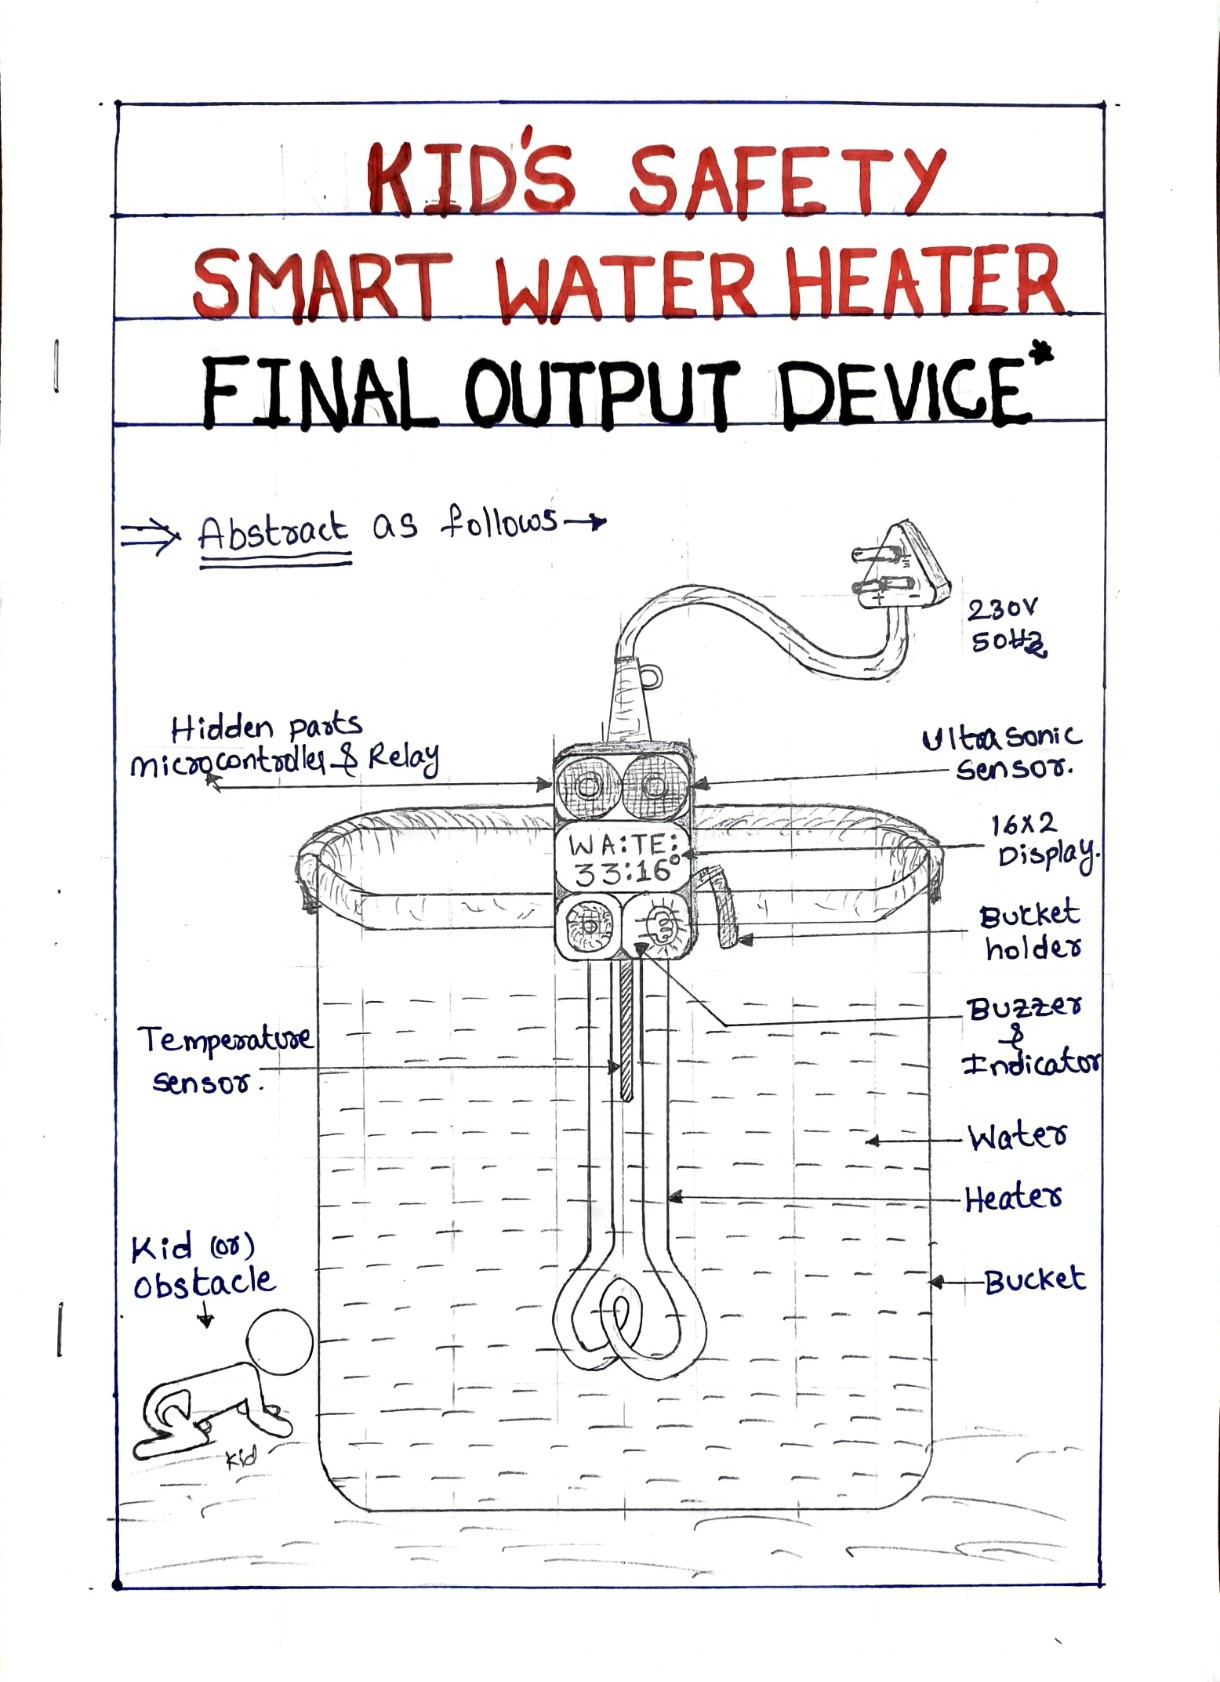 KID'S SAFETY
SMART WATER HEATER
FINAL OUTPUT DEVICE*
⇒ Abstract as follows →
+ -
230V
50Hz
Hidden parts
microcontroller & Relay
Ultrasonic
Sensor.
WA:TE:
33:16°
16X2
Display.
Bucket
holder
Buzzer
&
Indicator
Temperature
sensor.
Water
Heater
Kid (or)
obstacle
Bucket
Kid